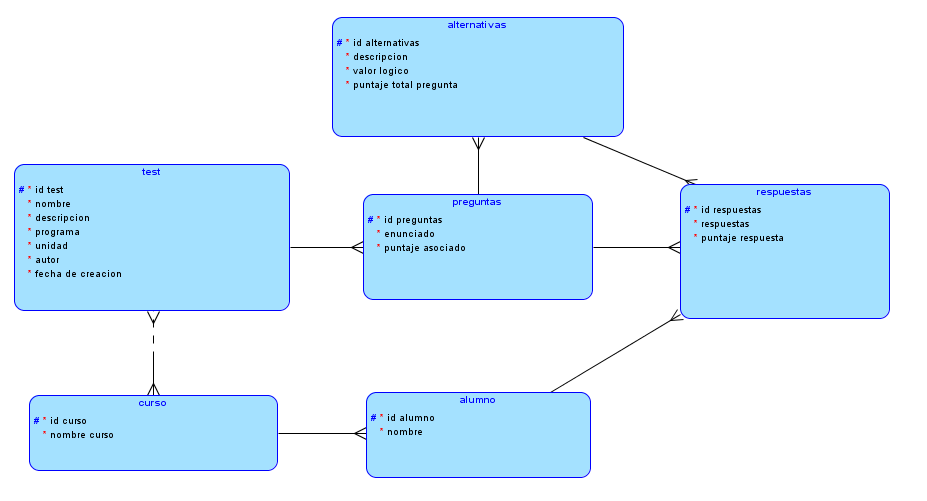 alternativas
# * id alternativas
* descripcion
* valor logico
* puntaje total pregunta
test
# * id test
* nombre
* descripcion
* programa
* unidad
* autor
* fecha de creacion
preguntas
# * id preguntas
* enunciado
* puntaje asociado
respuestas
# * id respuestas
* respuestas
* puntaje respuesta
curso
# * id curso
* nombre curso
alumno
# * id alumno
* nombre